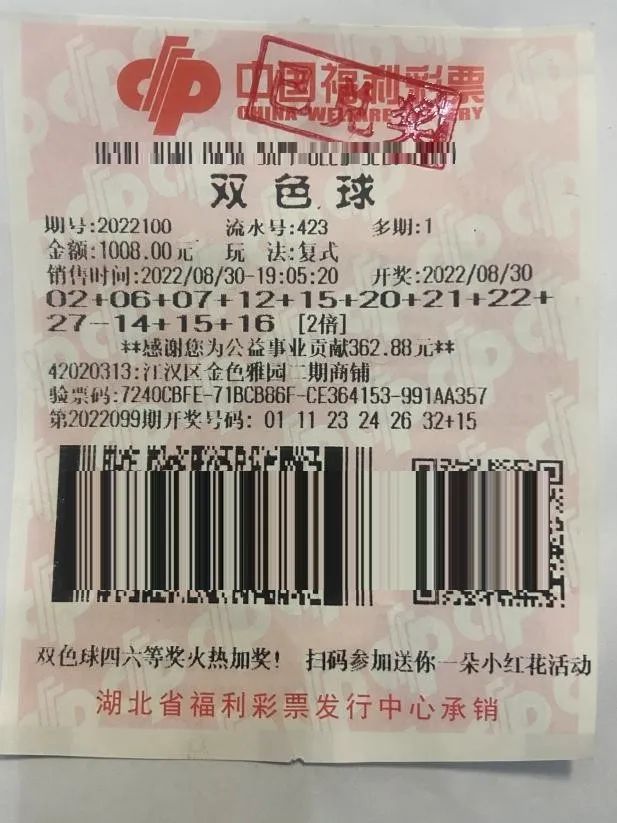 中国福利彩票
CHINA WELFARE LOTTERY
已兑奖
双色球
期号:2022100 流水号:423 多期:1
金额:1008.00元 玩 法:复式
销售时间:2022/08/30-19:05:20 开奖:2022/08/30
02+06+07+12+15+20+21+22+
27-14+15+16 [2倍]
**感谢您为公益事业贡献362.88元**
42020313:江汉区金色雅园二期商铺
验票码:7240CBFE-71BCB86F-CE364153-991AA357
第2022099期开奖号码: 01 11 23 24 26 32+15
双色球四六等奖火热加奖! 扫码参加送你一朵小红花活动
湖北省福利彩票发行中心承销